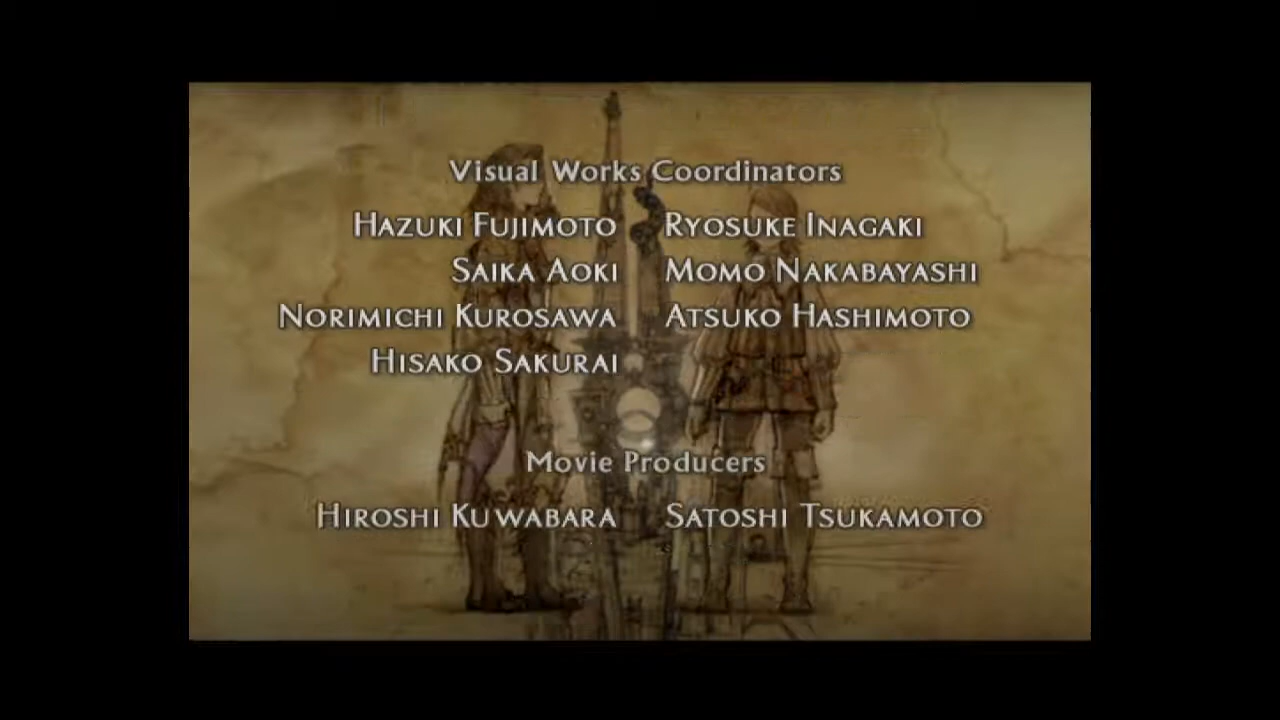 Visual Works Coordinators
Hazuki Fujimoto Ryosuke Inagaki
Saika Aoki Momo Nakabayashi
Norimichi Kurosawa Atsuko Hashimoto
Hisako Sakurai
Movie Producers
Hiroshi Kuwabara Satoshi Tsukamoto